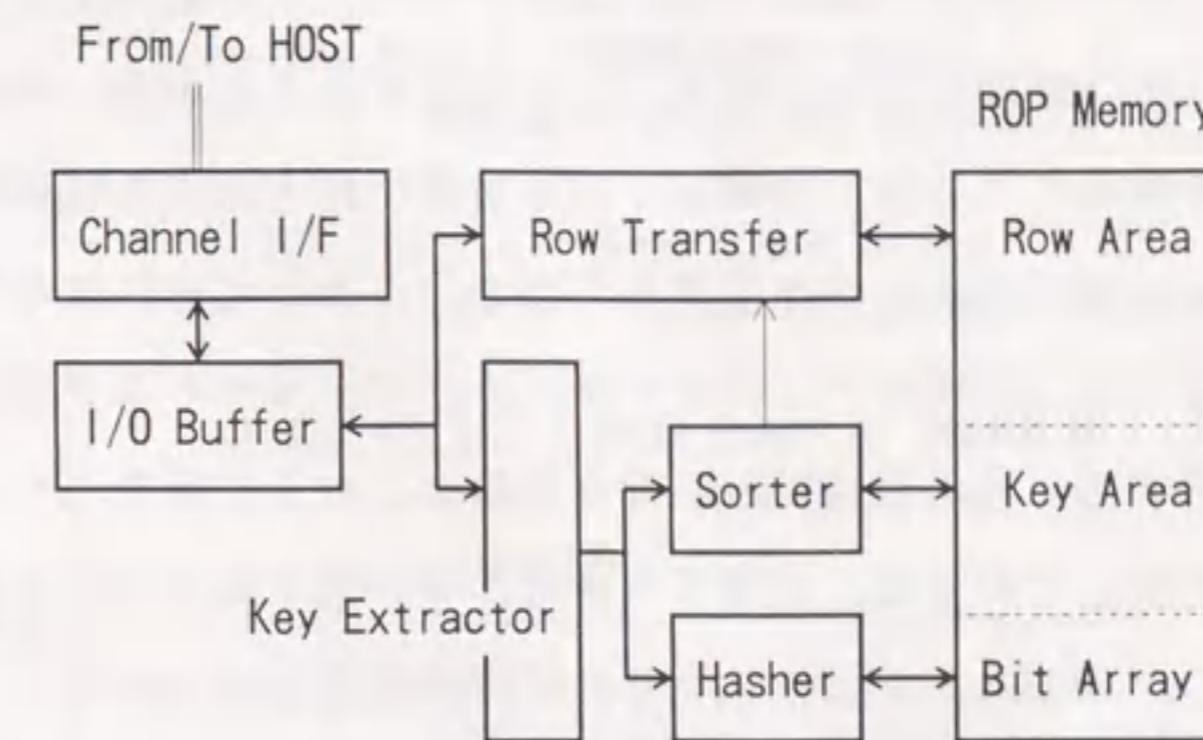 From/To HOST
ROP Memory
Channel I/F
Row Transfer
Row Area
I/O Buffer
Sorter
Key Area
Key Extractor
Hasher
Bit Array